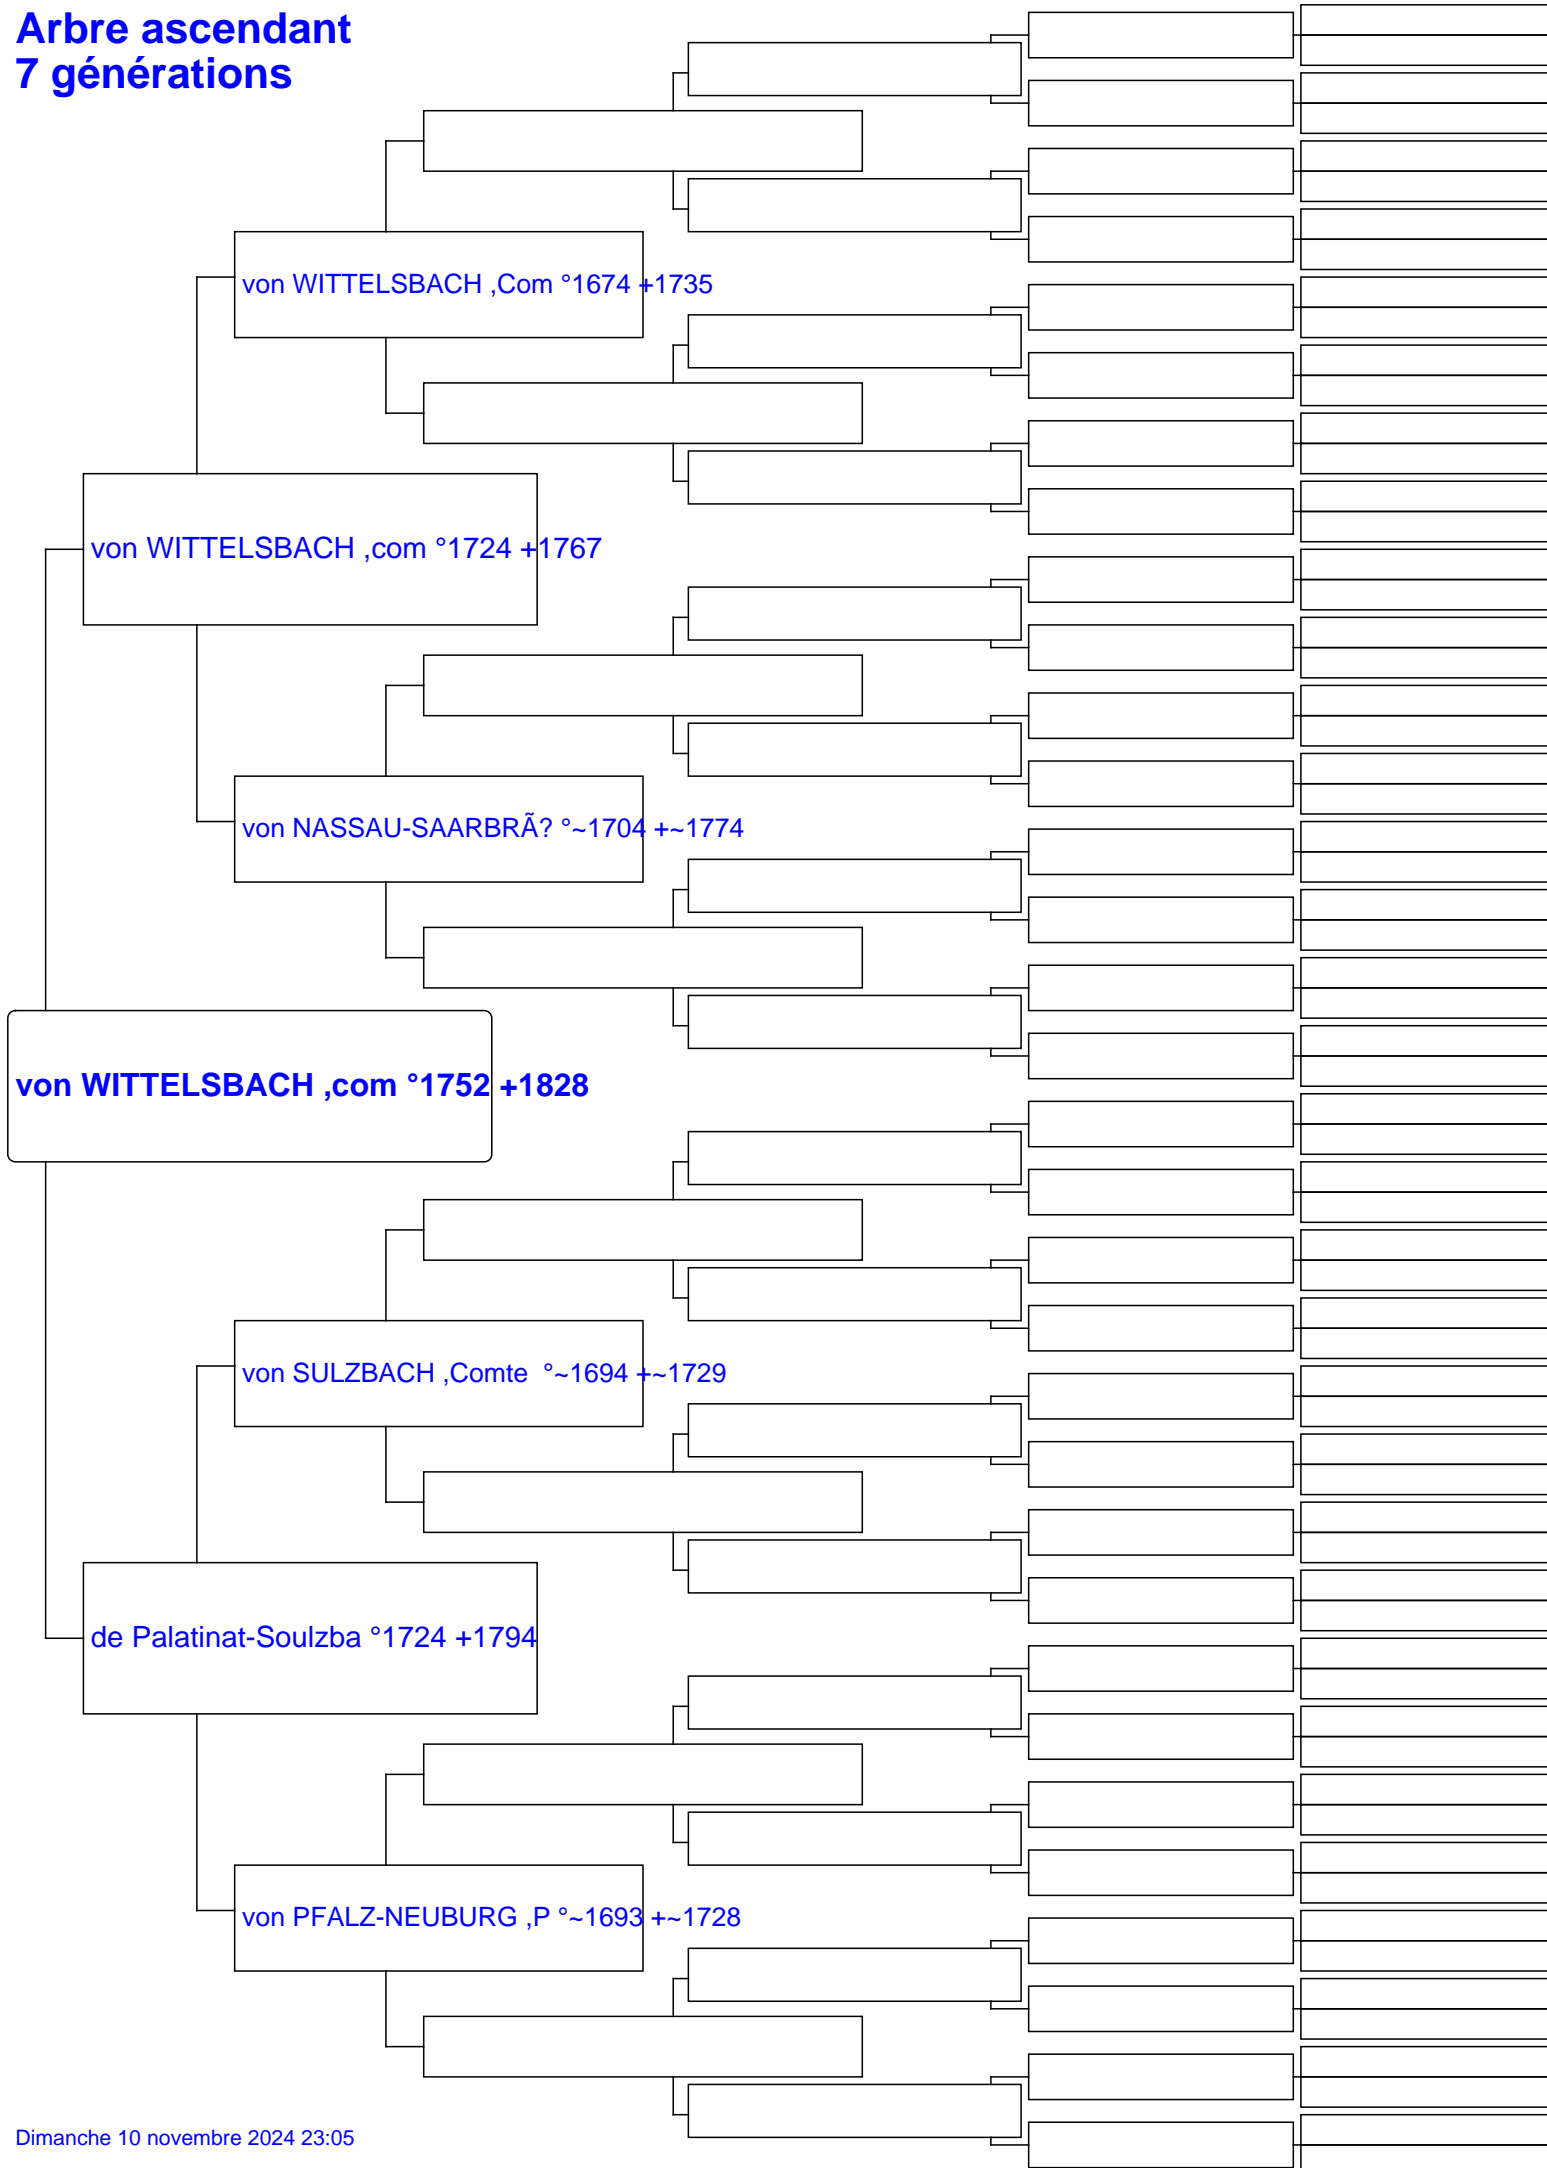 Arbre ascendant
7 générations
von WITTELSBACH ,Com °1674 +1735
von WITTELSBACH ,com °1724 +1767
von NASSAU-SAARBRÃ? °~1704 +~1774
von WITTELSBACH ,com °1752 +1828
von SULZBACH ,Comte  °~1694 +~1729
de Palatinat-Soulzba °1724 +1794
von PFALZ-NEUBURG ,P °~1693 +~1728
Dimanche 10 novembre 2024 23:05